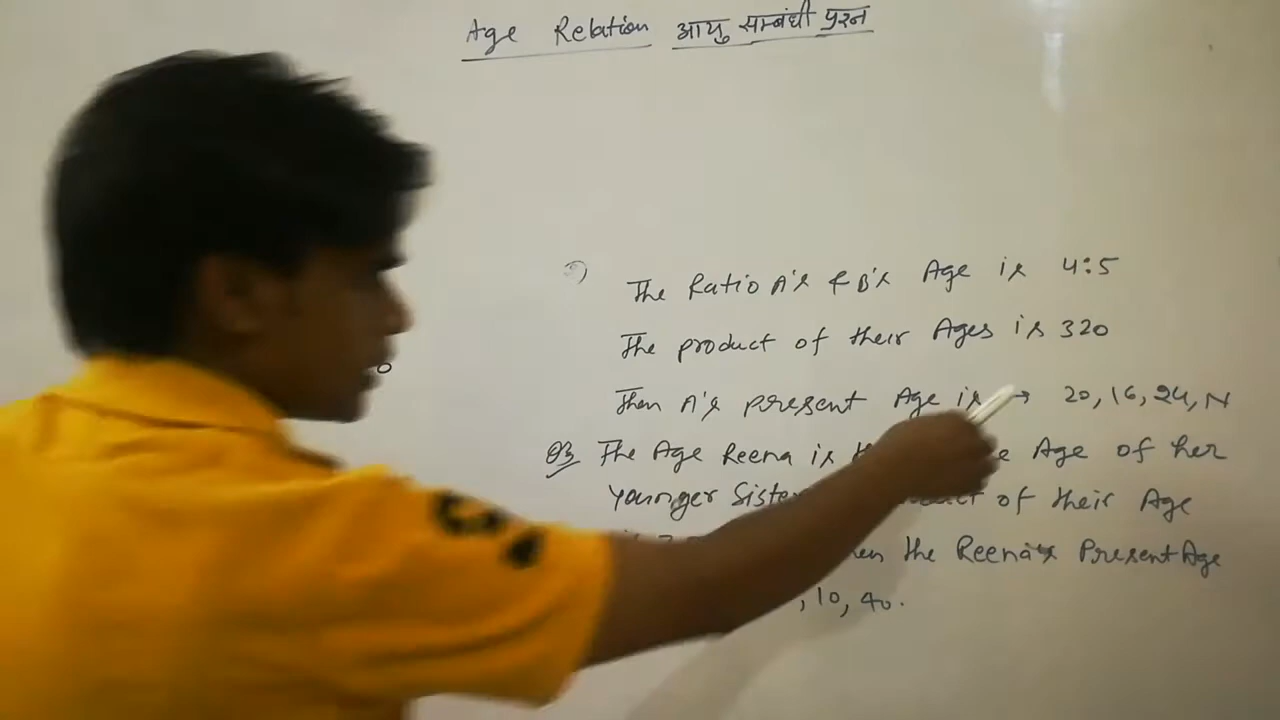 Age Relation आयु सम्बंधी प्रश्न
The Ratio A's & B's Age is 4:5
The product of their Ages is 320
Then A's present Age is → 20, 16, 24, N
Q3 The Age Reena is Age of her
Younger Sister of their Age
the Reena's Present Age
, 10, 40.